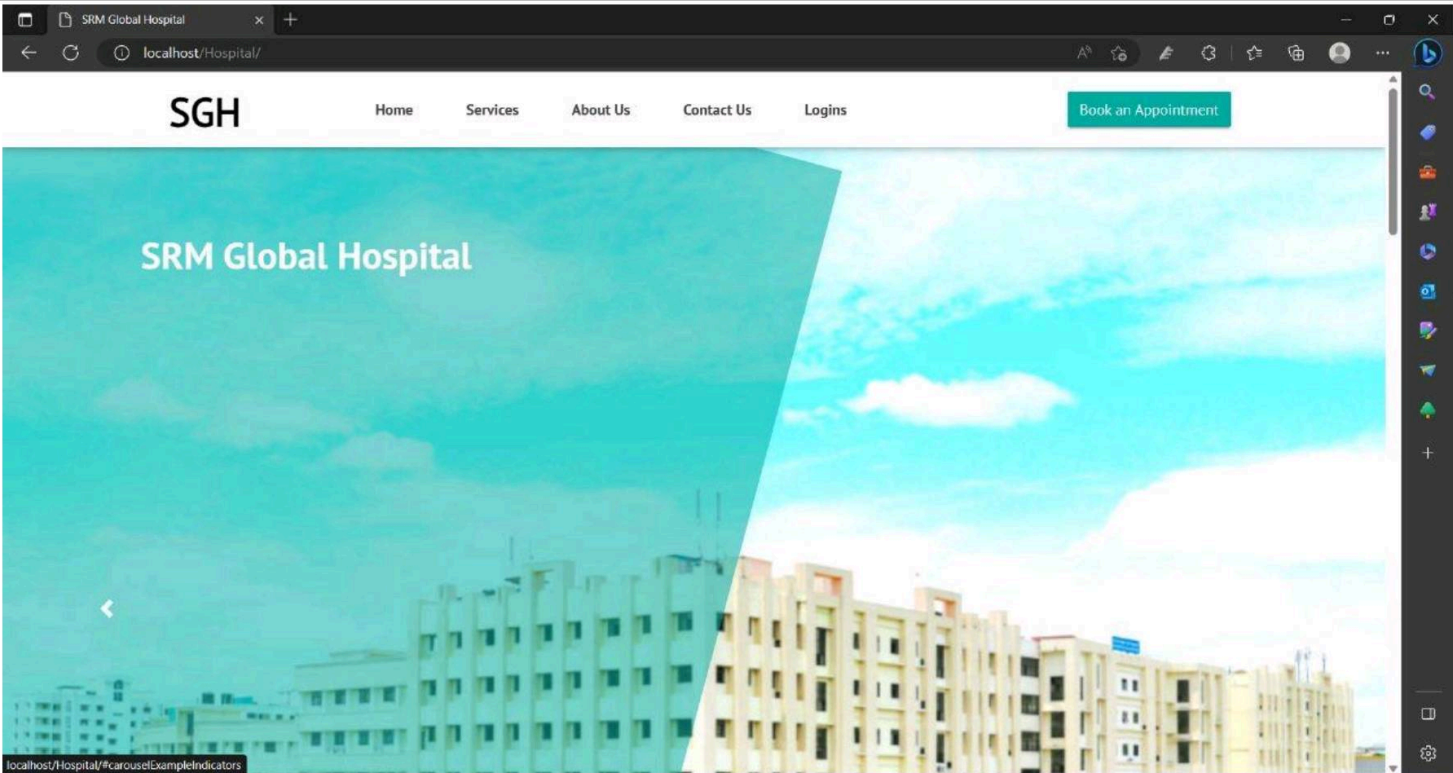 SRM Global Hospital
localhost/Hospital/
SGH
Home Services About Us Contact Us Logins Book an Appointment
SRM Global Hospital
localhost/Hospital/#carouselExampleIndicators